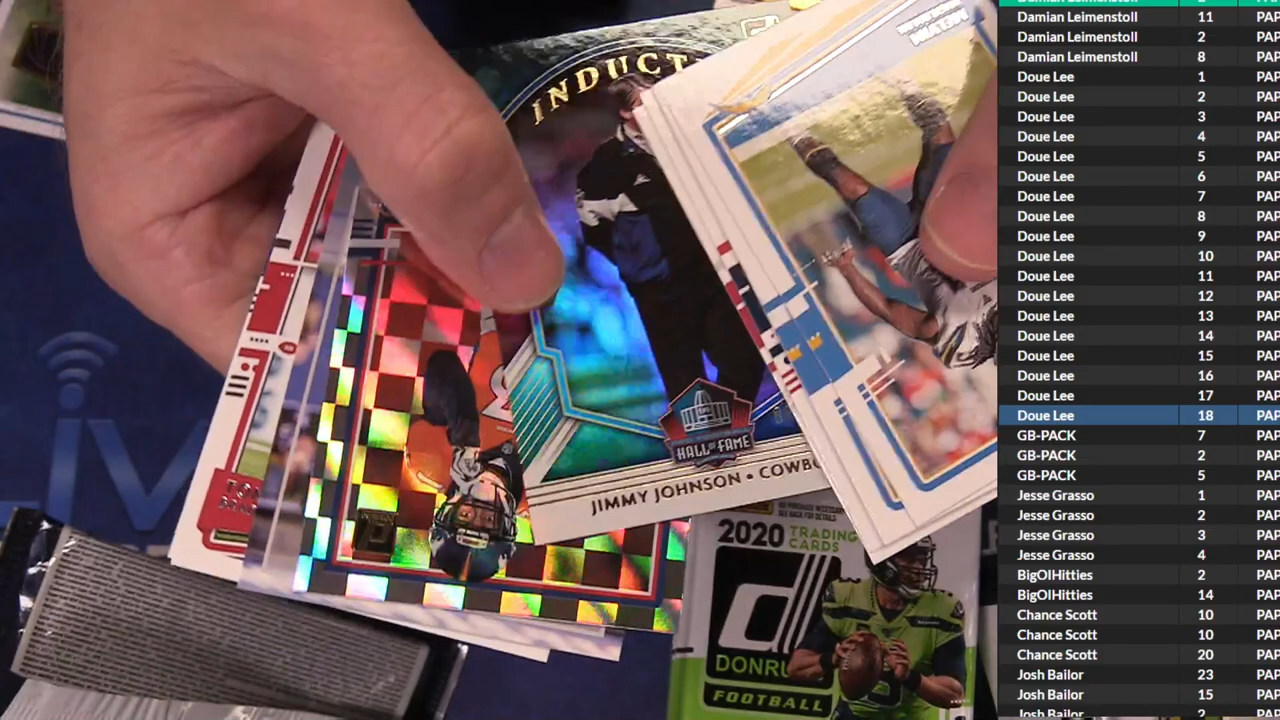 INDUCT
HALL OF FAME
JIMMY JOHNSON • COWBO
2020 TRADING
CARDS
DONRU
FOOTBALL
LIV
Damian Leimenstoll 11 PAP
Damian Leimenstoll 2 PAP
Damian Leimenstoll 8 PAP
Doue Lee 1 PAP
Doue Lee 2 PAP
Doue Lee 3 PAP
Doue Lee 4 PAP
Doue Lee 5 PAP
Doue Lee 6 PAP
Doue Lee 7 PAP
Doue Lee 8 PAP
Doue Lee 9 PAP
Doue Lee 10 PAP
Doue Lee 11 PAP
Doue Lee 12 PAP
Doue Lee 13 PAP
Doue Lee 14 PAP
Doue Lee 15 PAP
Doue Lee 16 PAP
Doue Lee 17 PAP
Doue Lee 18 PAP
GB-PACK 7 PAP
GB-PACK 2 PAP
GB-PACK 5 PAP
Jesse Grasso 1 PAP
Jesse Grasso 2 PAP
Jesse Grasso 3 PAP
Jesse Grasso 4 PAP
BigOlHitties 2 PAP
BigOlHitties 14 PAP
Chance Scott 10 PAP
Chance Scott 10 PAP
Chance Scott 20 PAP
Josh Bailor 23 PAP
Josh Bailor 15 PAP
Josh Bailor 2 PAP